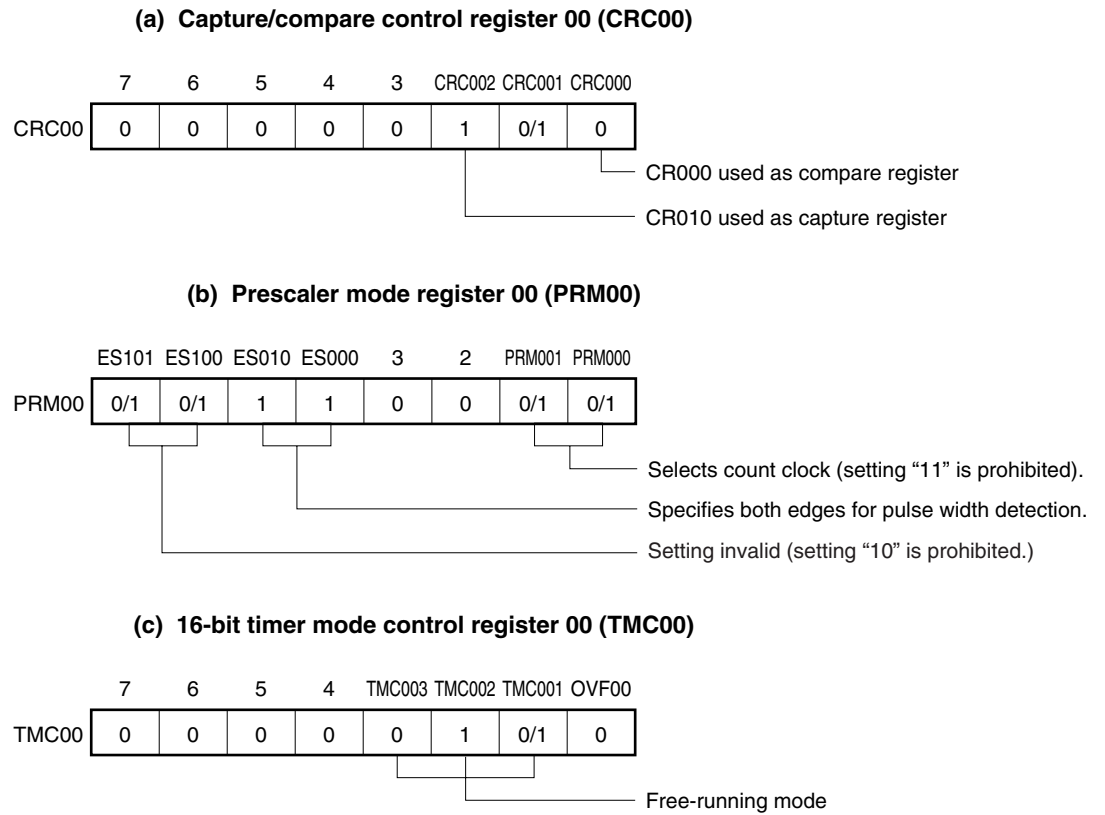 (a) Capture/compare control register 00 (CRC00)
7 6 5 4 3 CRC002 CRC001 CRC000
CRC00 0 0 0 0 0 1 0/1 0
CR000 used as compare register
CR010 used as capture register
(b) Prescaler mode register 00 (PRM00)
ES101 ES100 ES010 ES000 3 2 PRM001 PRM000
PRM00 0/1 0/1 1 1 0 0 0/1 0/1
Selects count clock (setting “11” is prohibited).
Specifies both edges for pulse width detection.
Setting invalid (setting “10” is prohibited.)
(c) 16-bit timer mode control register 00 (TMC00)
7 6 5 4 TMC003 TMC002 TMC001 OVF00
TMC00 0 0 0 0 0 1 0/1 0
Free-running mode